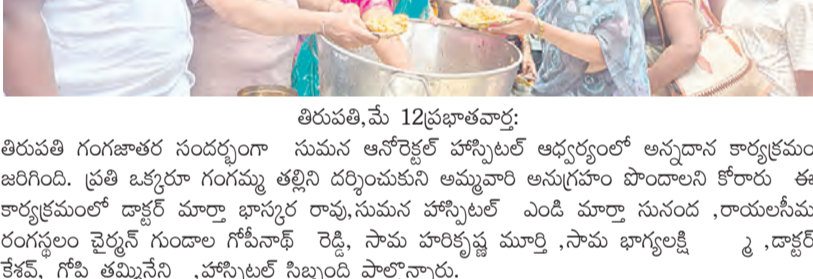 తిరుపతి,మే 12ప్రభాతవార్త:
తిరుపతి గంగజాతర సందర్భంగా సుమన ఆనోరెక్టల్ హాస్పిటల్ ఆధ్వర్యంలో అన్నదాన కార్యక్రమం
జరిగింది. ప్రతి ఒక్కరూ గంగమ్మ తల్లిని దర్శించుకుని అమ్మవారి అనుగ్రహం పొందాలని కోరారు ఈ
కార్యక్రమంలో డాక్టర్ మార్తా భాస్కర రావు,సుమన హాస్పిటల్ ఎండి మార్తా సునంద ,రాయలసీమ
రంగస్థలం చైర్మన్ గుండాల గోపీనాథ్ రెడ్డి, సామ హరికృష్ణ మూర్తి ,సామ భాగ్యలక్షి ్మ ,డాక్టర్
కేశవ్, గోపి తమ్మినేని ,హాస్పిటల్ సిబ్బంది పాల్గొన్నారు.